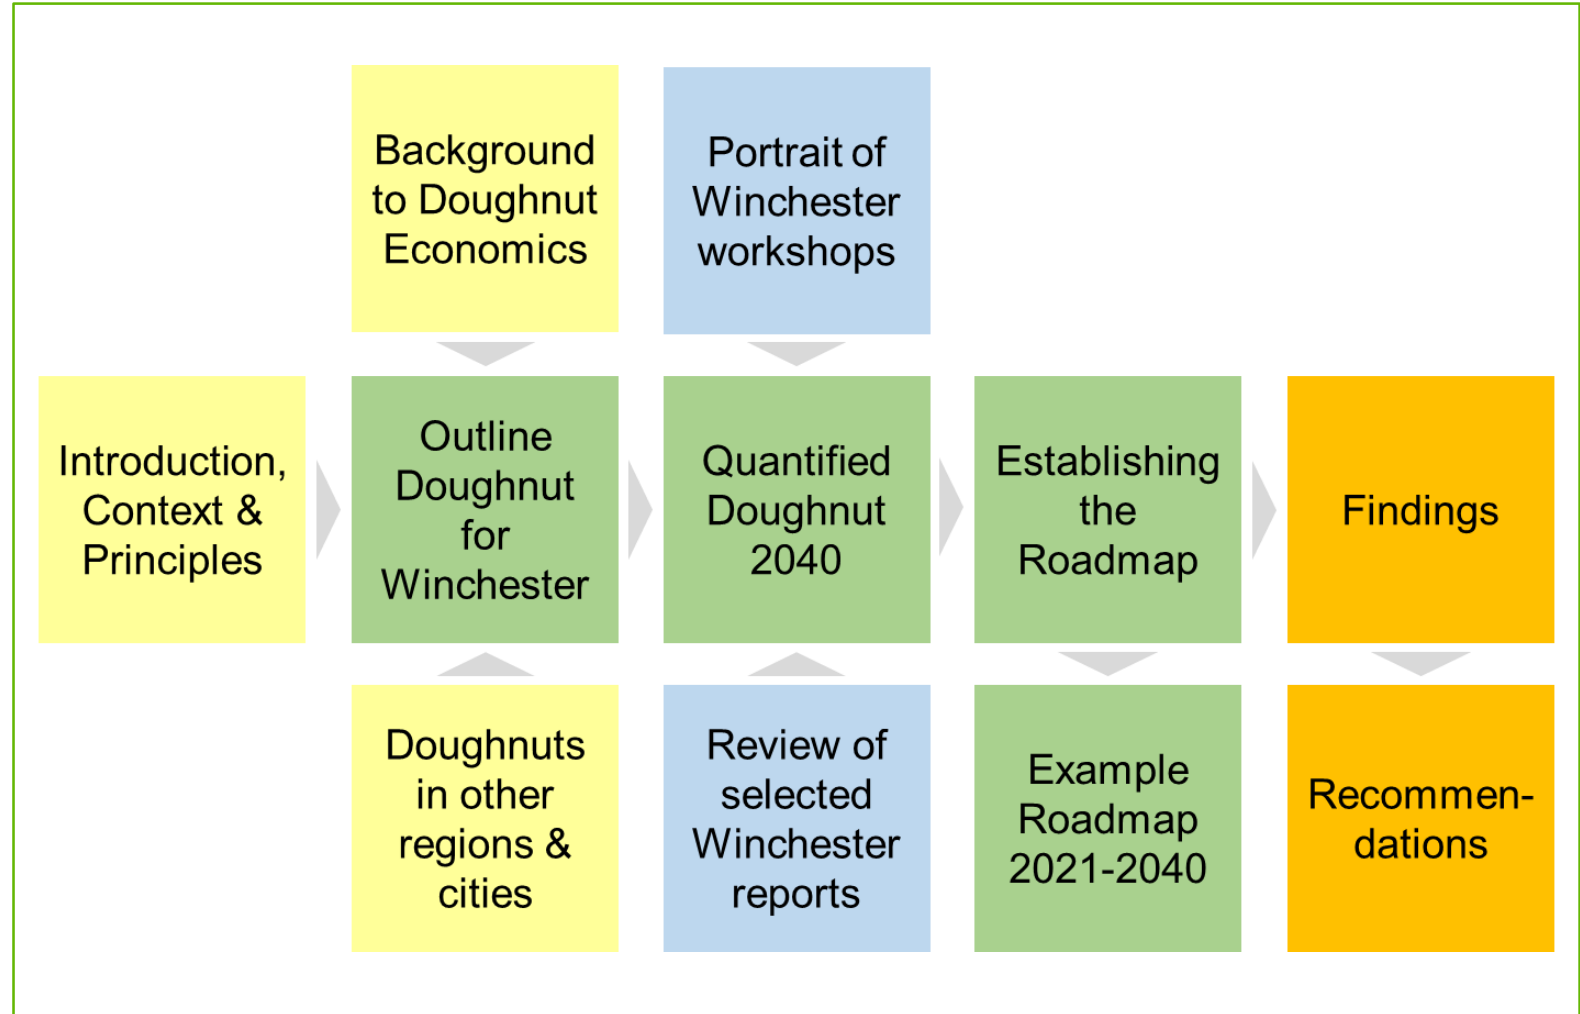 Background
to Doughnut
Economics
Portrait of
Winchester
workshops
Introduction,
Context &
Principles
Outline
Doughnut
for
Winchester
Quantified
Doughnut
2040
Establishing
the
Roadmap
Findings
Doughnuts
in other
regions &
cities
Review of
selected
Winchester
reports
Example
Roadmap
2021-2040
Recommen-
dations